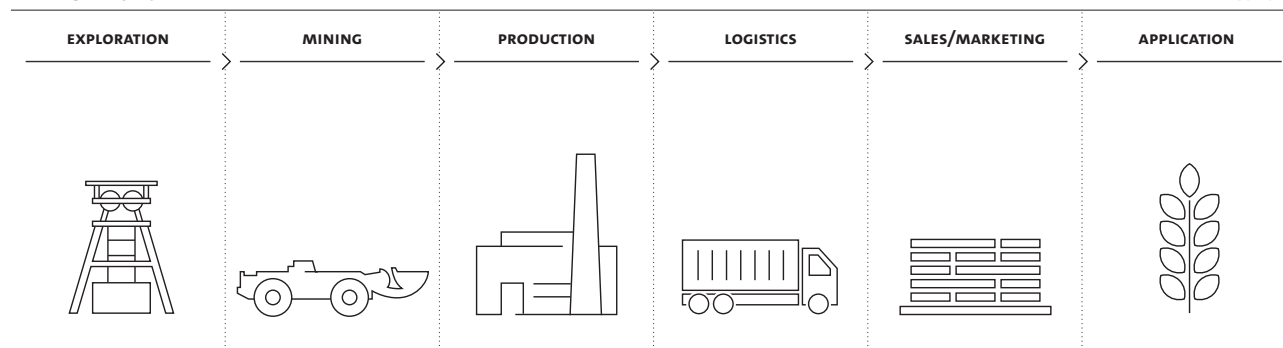 EXPLORATION
MINING
PRODUCTION
LOGISTICS
SALES/MARKETING
APPLICATION